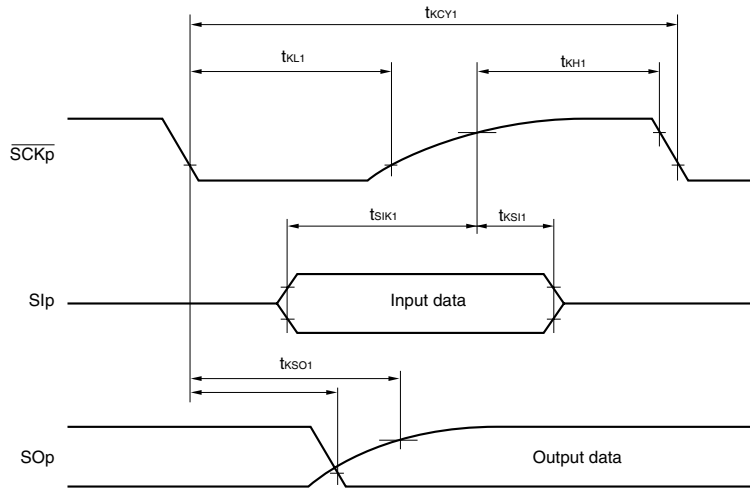 tKCY1
tKL1
tKH1
SCKp
tSIK1
tKSI1
SIp
Input data
tKSO1
SOp
Output data